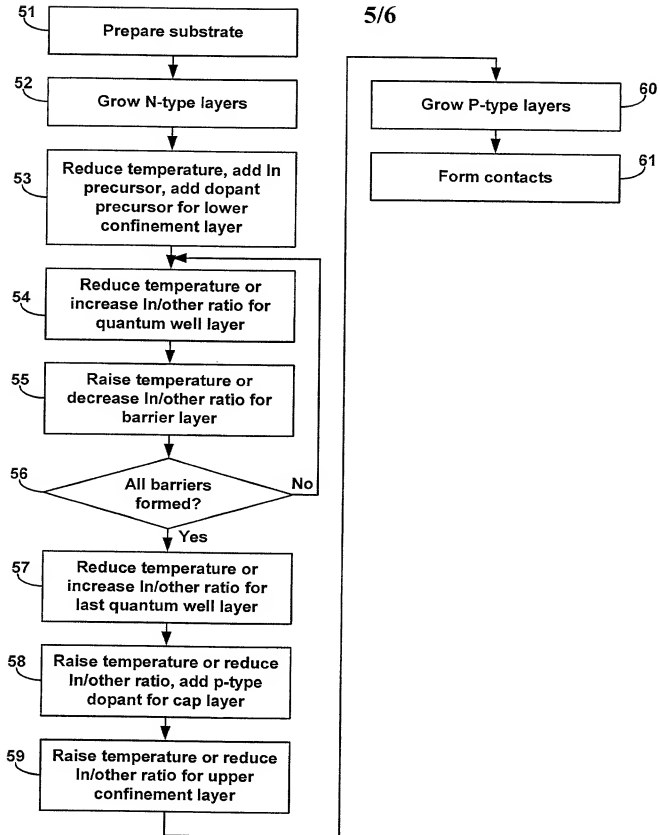 5/6
51
Prepare substrate
52
Grow N-type layers
53
Reduce temperature, add In
precursor, add dopant
precursor for lower
confinement layer
54
Reduce temperature or
increase In/other ratio for
quantum well layer
55
Raise temperature or
decrease In/other ratio for
barrier layer
56
All barriers
formed?
No
Yes
57
Reduce temperature or
increase In/other ratio for
last quantum well layer
58
Raise temperature or reduce
In/other ratio, add p-type
dopant for cap layer
59
Raise temperature or reduce
In/other ratio for upper
confinement layer
Grow P-type layers
60
Form contacts
61